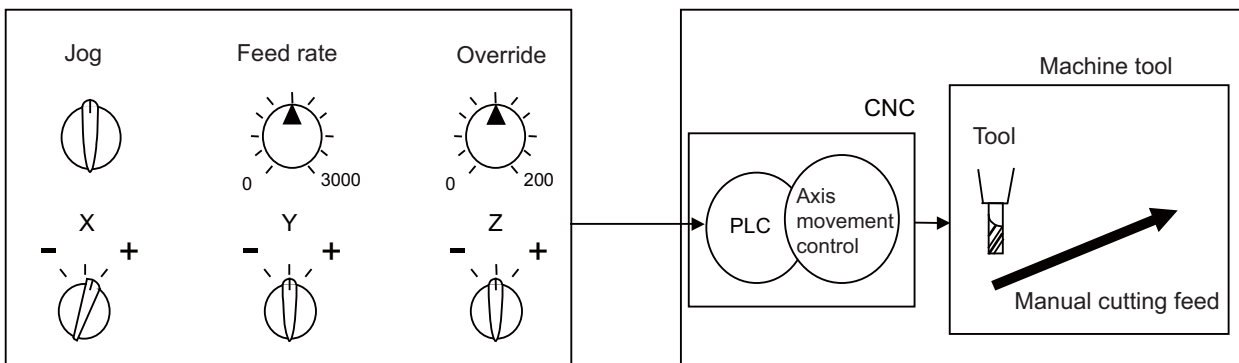 Jog
Feed rate
Override
0
3000
0
200
X
Y
Z
- +
- +
- +
Machine tool
CNC
Tool
PLC
Axis
movement
control
Manual cutting feed